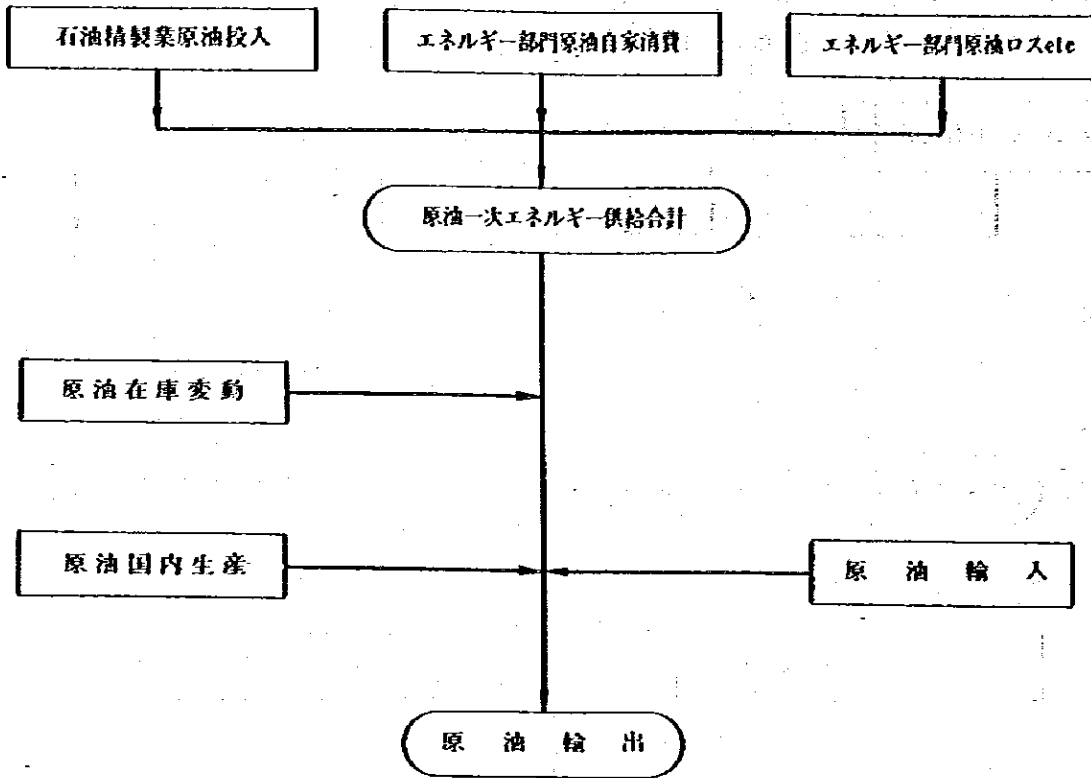 石油精製業原油投入
エネルギー部門原油自家消費
エネルギー部門原油ロスetc
原油一次エネルギー供給合計
原油在庫変動
原油国内生産
原油輸入
原油輸出